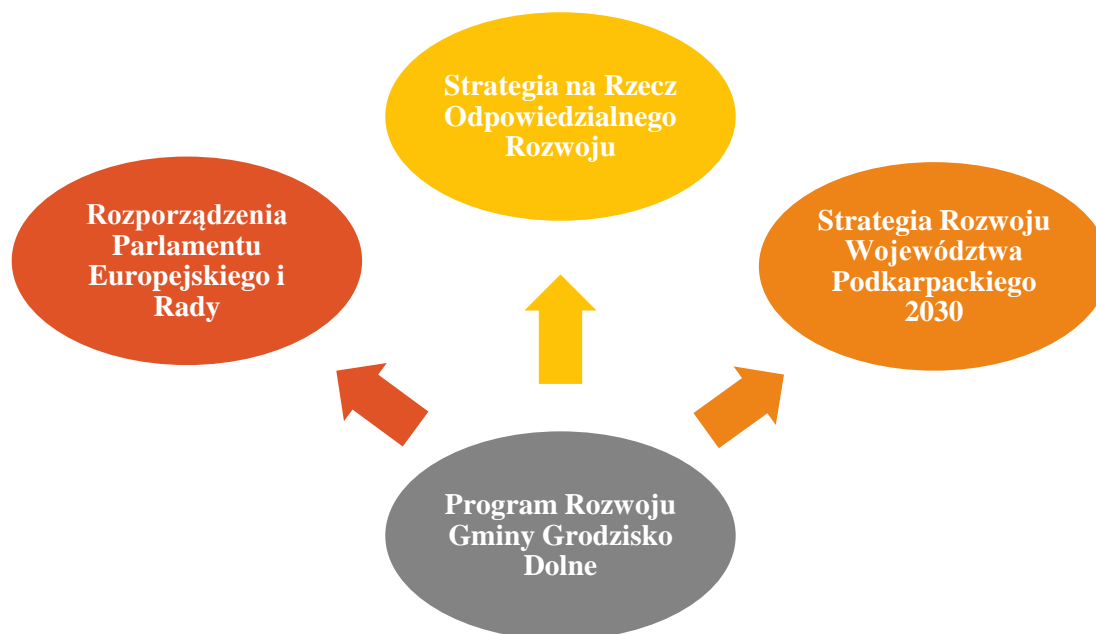 Strategia na Rzecz
Odpowiedzialnego
Rozwoju
Rozporządzenia
Parlamentu
Europejskiego i
Rady
Strategia Rozwoju
Województwa
Podkarpackiego
2030
Program Rozwoju
Gminy Grodzisko
Dolne